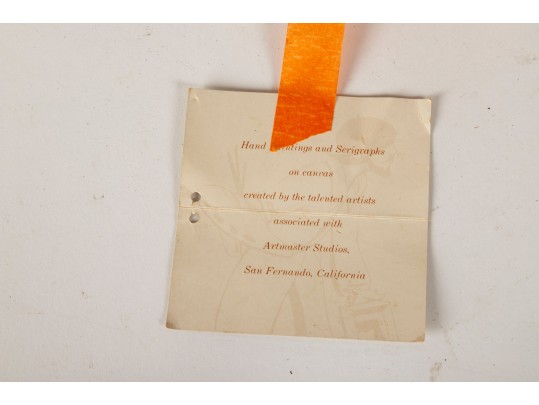 Hand and Serigraphs
on canvas
created by the talented artists
associated with
Artmaster Studios,
San Fernando, California